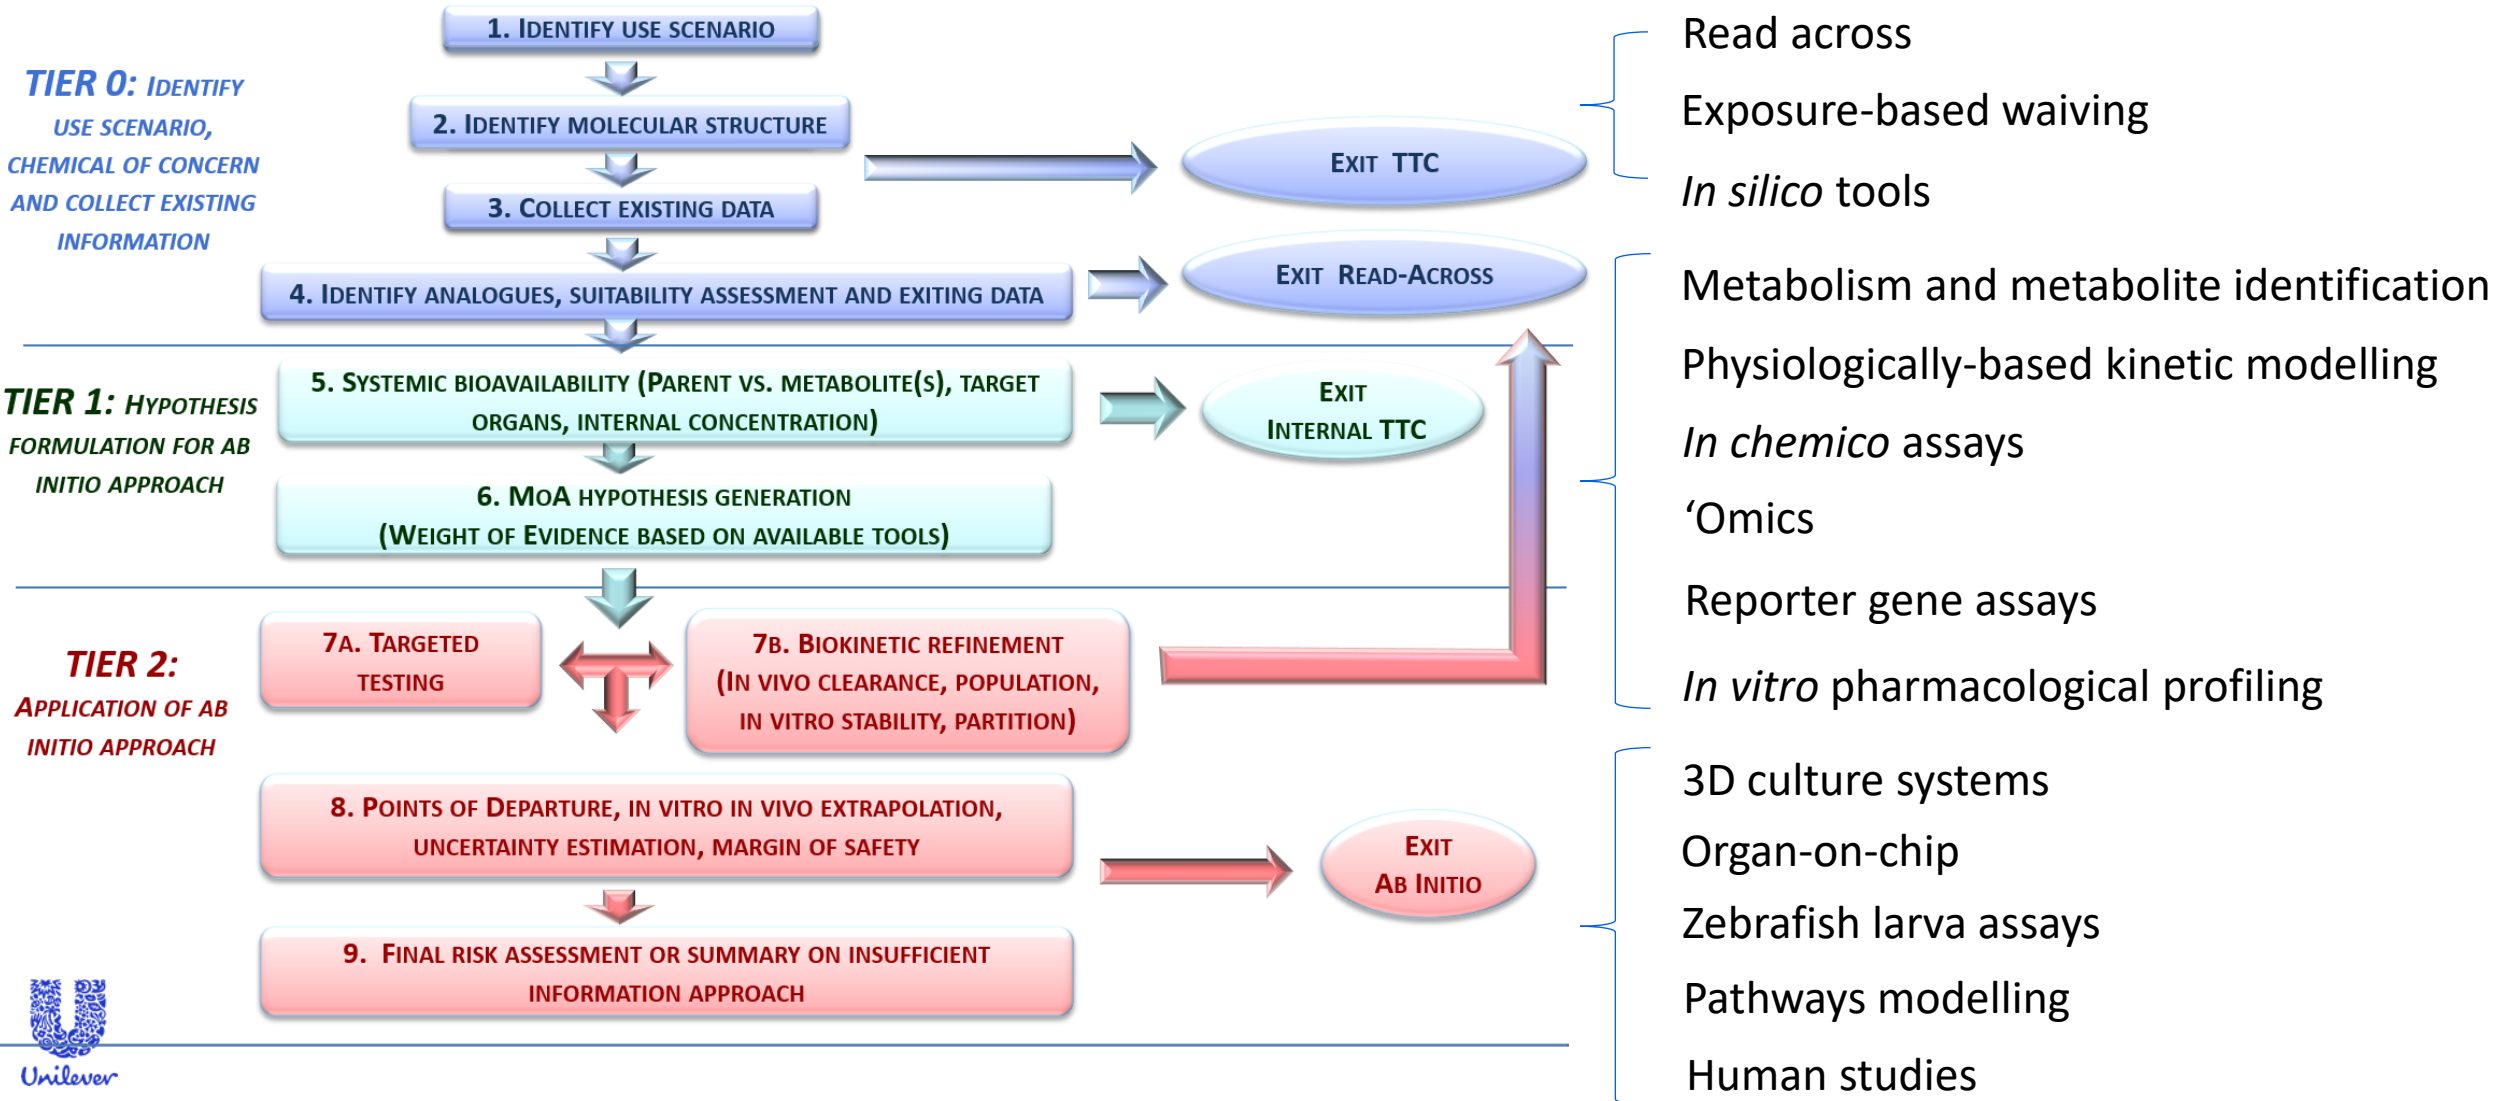 1. Identify use scenario
TIER 0: Identify
use scenario,
chemical of concern
and collect existing
information
2. Identify molecular structure
3. Collect existing data
4. Identify analogues, suitability assessment and exiting data
Exit TTC
Exit Read-Across
TIER 1: Hypothesis
formulation for ab
initio approach
5. Systemic bioavailability (Parent vs. metabolite(s), target
organs, internal concentration)
Exit
Internal TTC
6. MoA hypothesis generation
(Weight of Evidence based on available tools)
TIER 2:
Application of ab
initio approach
7a. Targeted
testing
7b. Biokinetic refinement
(In vivo clearance, population,
in vitro stability, partition)
8. Points of Departure, in vitro in vivo extrapolation,
uncertainty estimation, margin of safety
Exit
Ab Initio
9. Final risk assessment or summary on insufficient
information approach
Unilever
Read across
Exposure-based waiving
In silico tools
Metabolism and metabolite identification
Physiologically-based kinetic modelling
In chemico assays
‘Omics
Reporter gene assays
In vitro pharmacological profiling
3D culture systems
Organ-on-chip
Zebrafish larva assays
Pathways modelling
Human studies